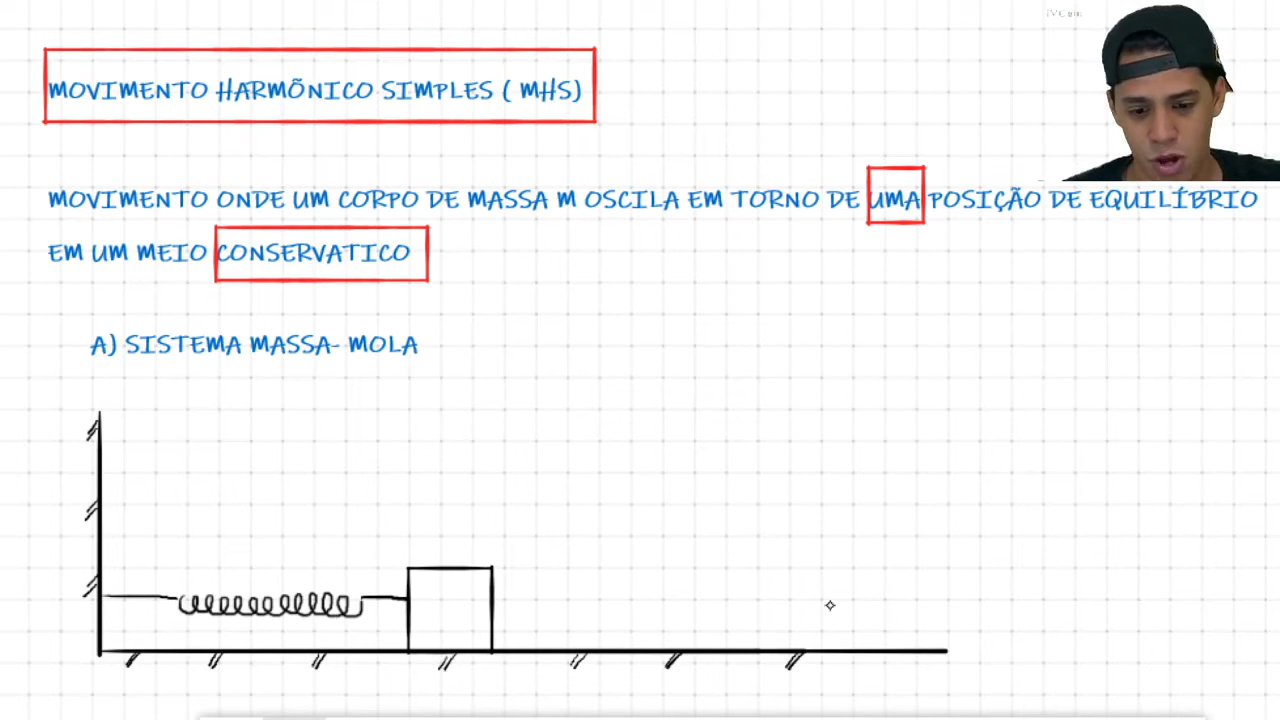 MOVIMENTO HARMÕNICO SIMPLES ( MHS)
MOVIMENTO ONDE UM CORPO DE MASSA M OSCILA EM TORNO DE UMA POSIÇÃO DE EQUILÍBRIO
EM UM MEIO CONSERVATICO
A) SISTEMA MASSA- MOLA